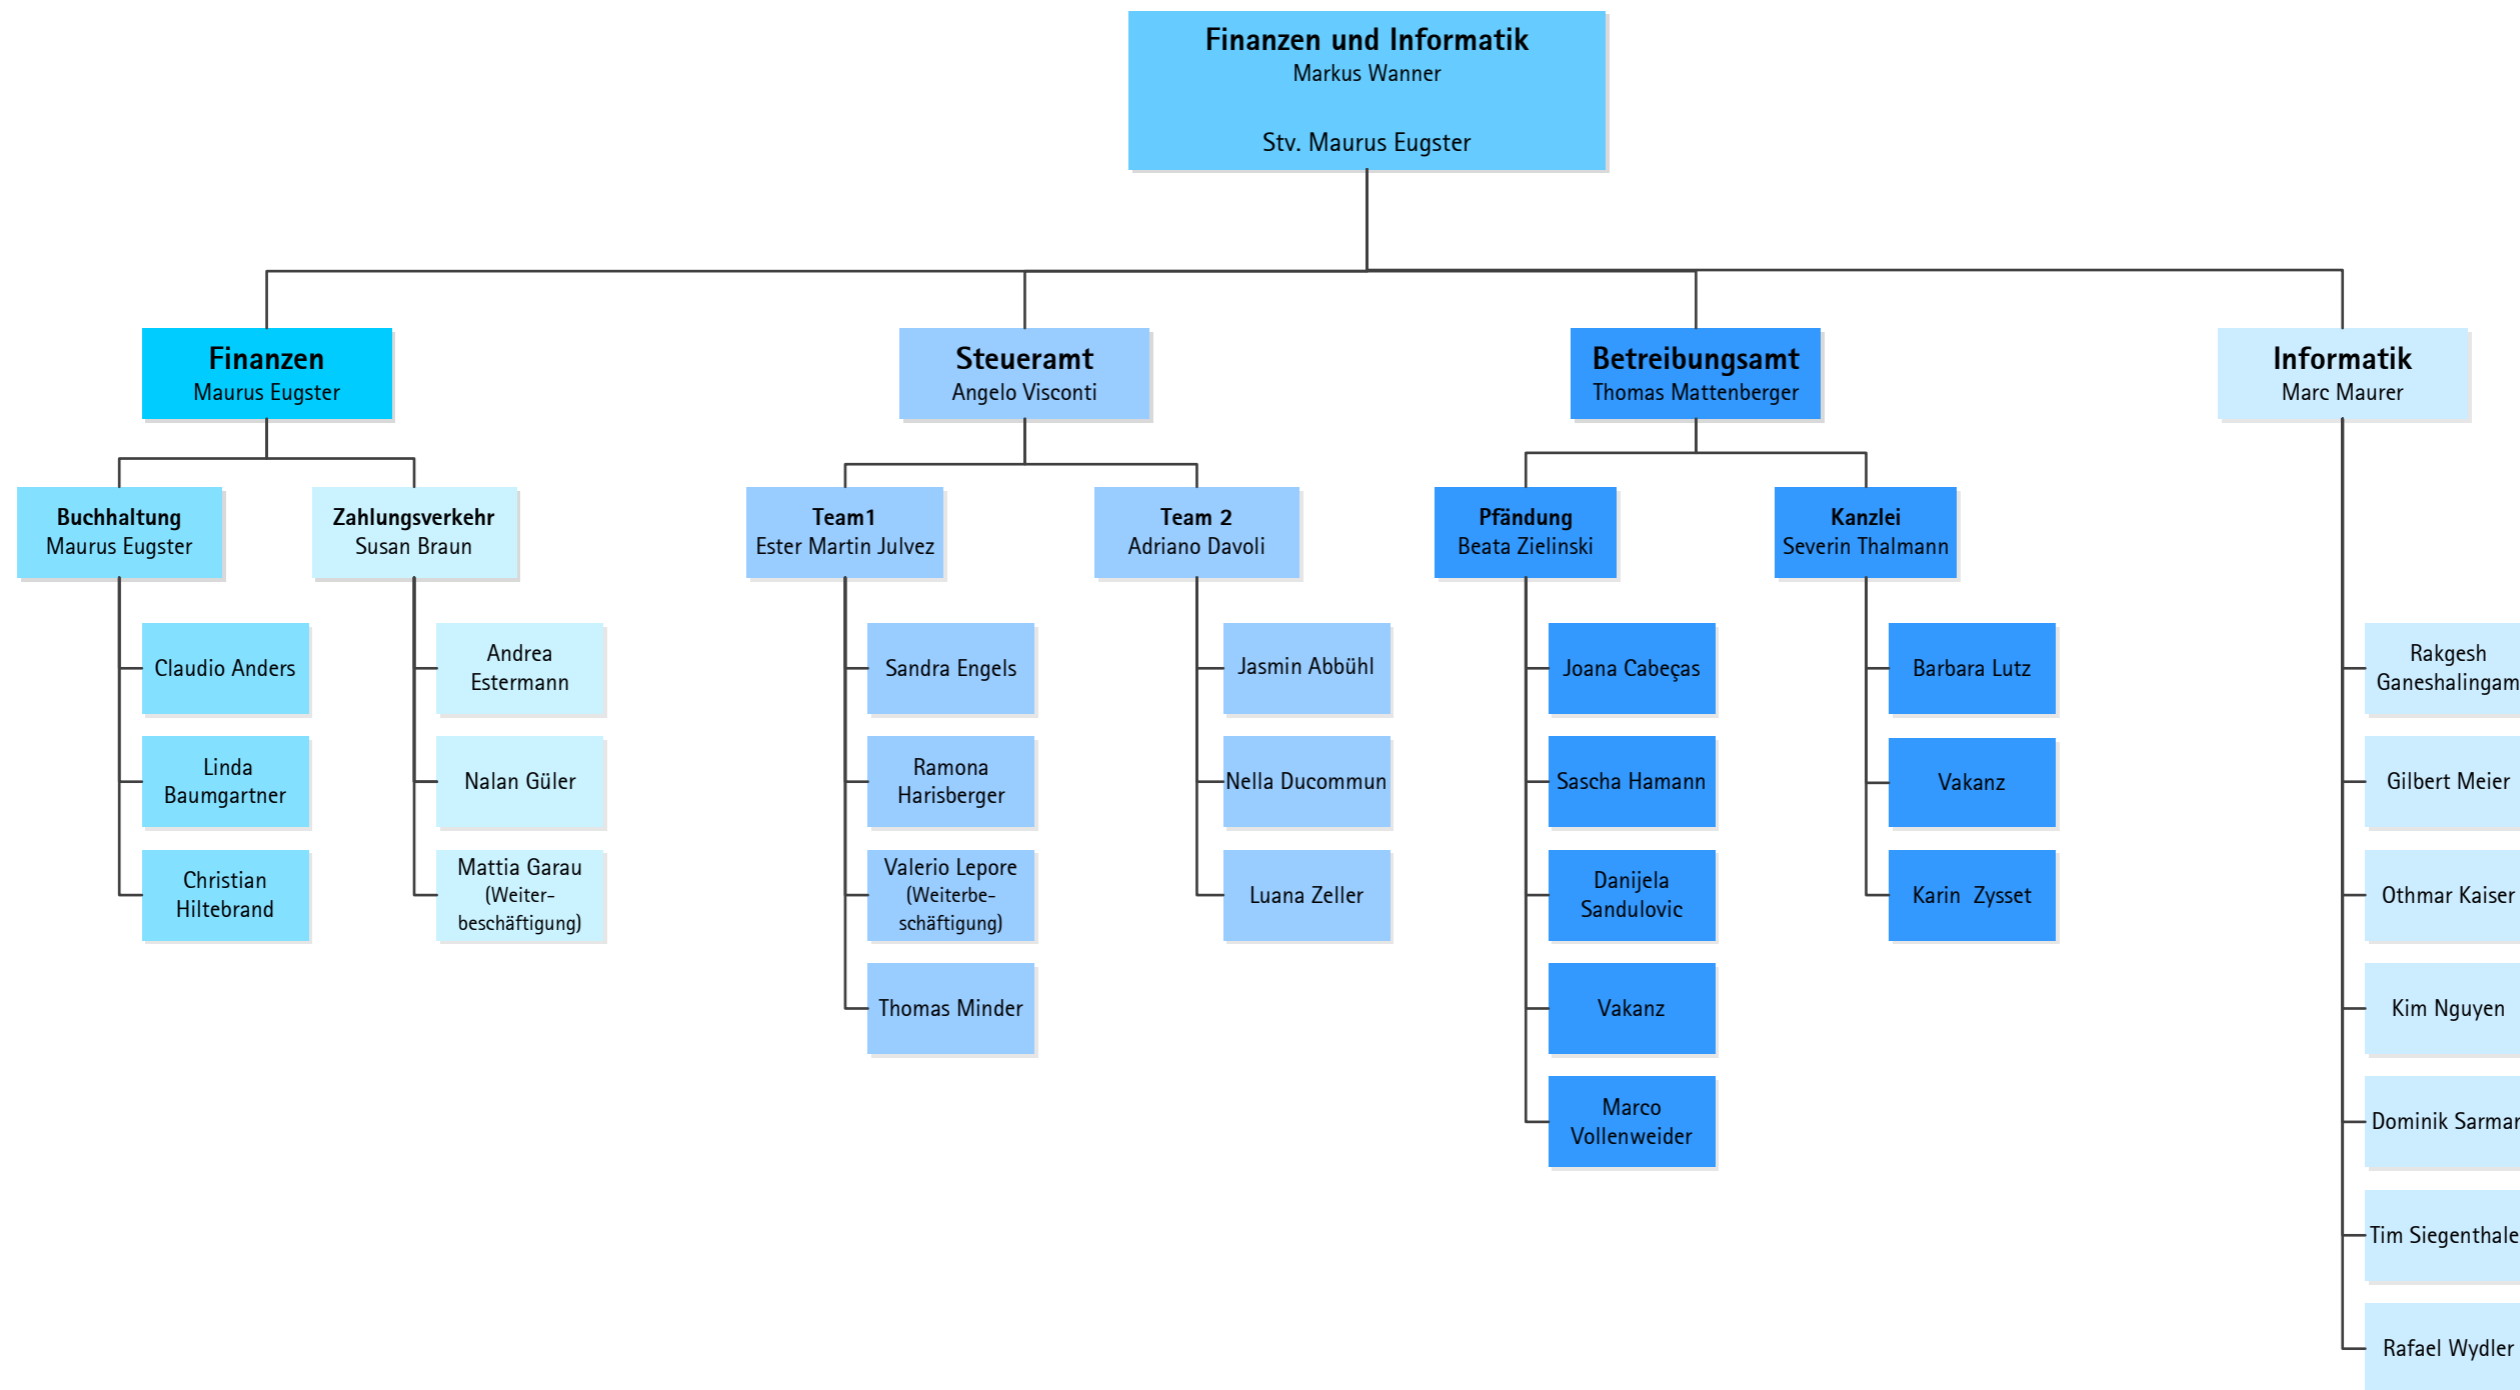 Finanzen und Informatik
Markus Wanner
Stv. Maurus Eugster
Finanzen
Maurus Eugster
Steueramt
Angelo Visconti
Betreibungsamt
Thomas Mattenberger
Informatik
Marc Maurer
Buchhaltung
Maurus Eugster
Zahlungsverkehr
Susan Braun
Team1
Ester Martin Julvez
Team 2
Adriano Davoli
Pfändung
Beata Zielinski
Kanzlei
Severin Thalmann
Claudio Anders
Linda
Baumgartner
Christian
Hiltebrand
Andrea
Estermann
Nalan Güler
Mattia Garau
(Weiter-
beschäftigung)
Sandra Engels
Ramona
Harisberger
Valerio Lepore
(Weiterbe-
schäftigung)
Thomas Minder
Jasmin Abbühl
Nella Ducommun
Luana Zeller
Joana Cabeças
Sascha Hamann
Danijela
Sandulovic
Vakanz
Marco
Vollenweider
Barbara Lutz
Vakanz
Karin  Zysset
Rakgesh
Ganeshalingam
Gilbert Meier
Othmar Kaiser
Kim Nguyen
Dominik
Tim
Rafael Wydler